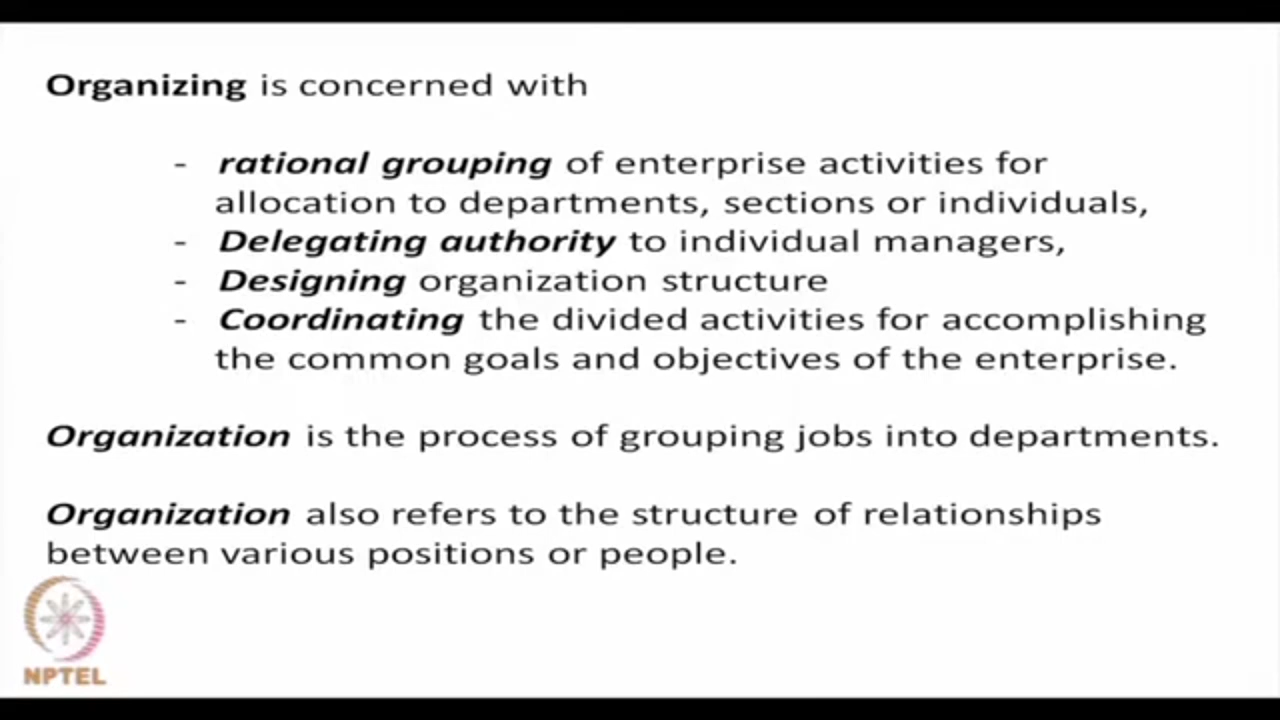 Organizing is concerned with
- rational grouping of enterprise activities for
allocation to departments, sections or individuals,
- Delegating authority to individual managers,
- Designing organization structure
- Coordinating the divided activities for accomplishing
the common goals and objectives of the enterprise.
Organization is the process of grouping jobs into departments.
Organization also refers to the structure of relationships
between various positions or people.
NPTEL